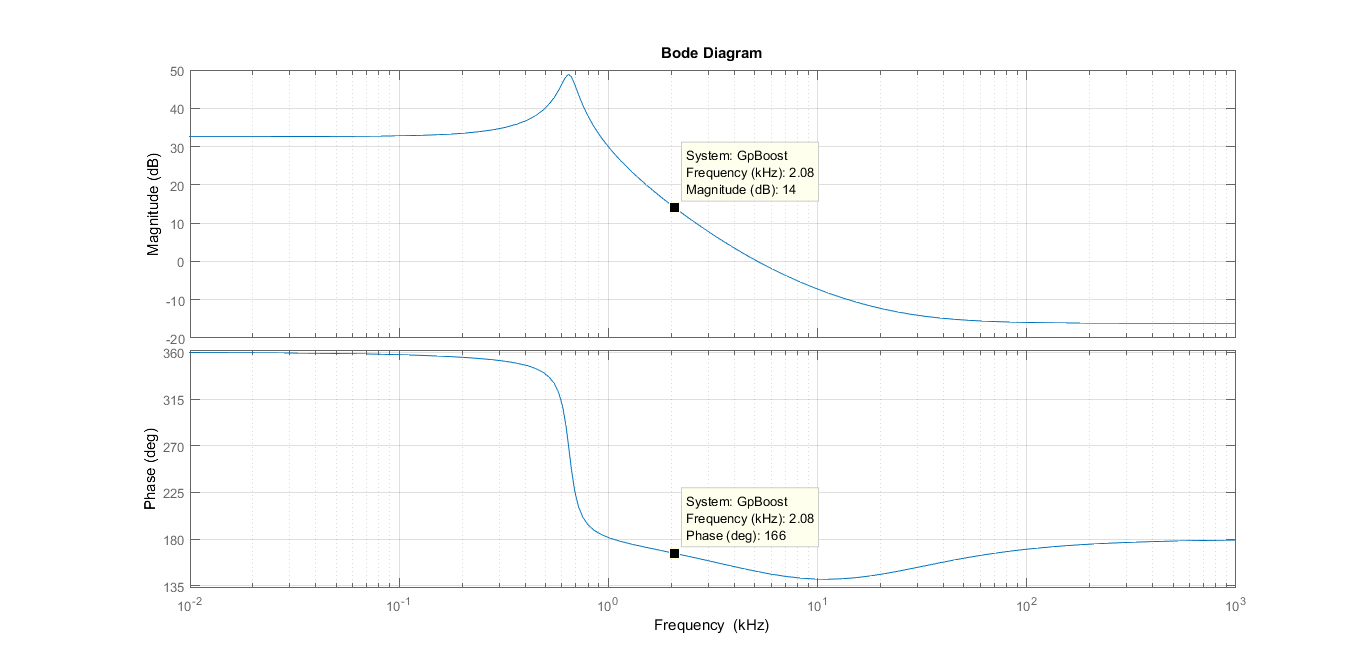 Bode Diagram
50
40
30
20
10
0
-10
-20
Magnitude (dB)
System: GpBoost
Frequency (kHz): 2.08
Magnitude (dB): 14
360
315
270
225
180
135
Phase (deg)
System: GpBoost
Frequency (kHz): 2.08
Phase (deg): 166
10^-2 10^-1 10^0 10^1 10^2 10^3
Frequency (kHz)